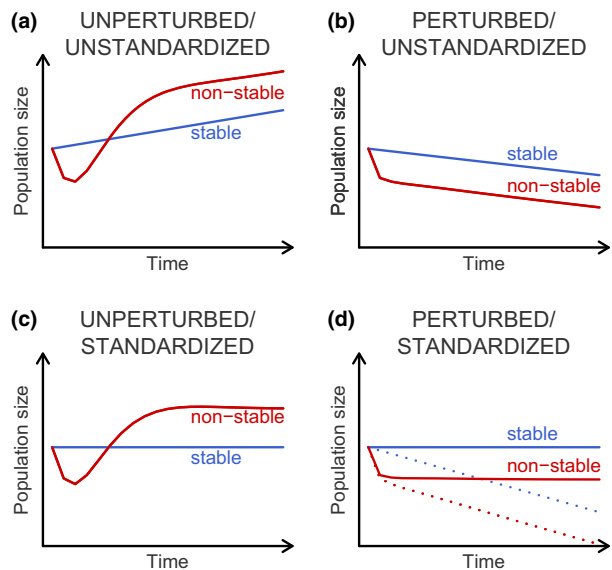 (a) UNPERTURBED/
UNSTANDARDIZED
Population size
non−stable
stable
Time
(b) PERTURBED/
UNSTANDARDIZED
Population size
stable
non−stable
Time
(c) UNPERTURBED/
STANDARDIZED
Population size
non−stable
stable
Time
(d) PERTURBED/
STANDARDIZED
Population size
stable
non−stable
Time